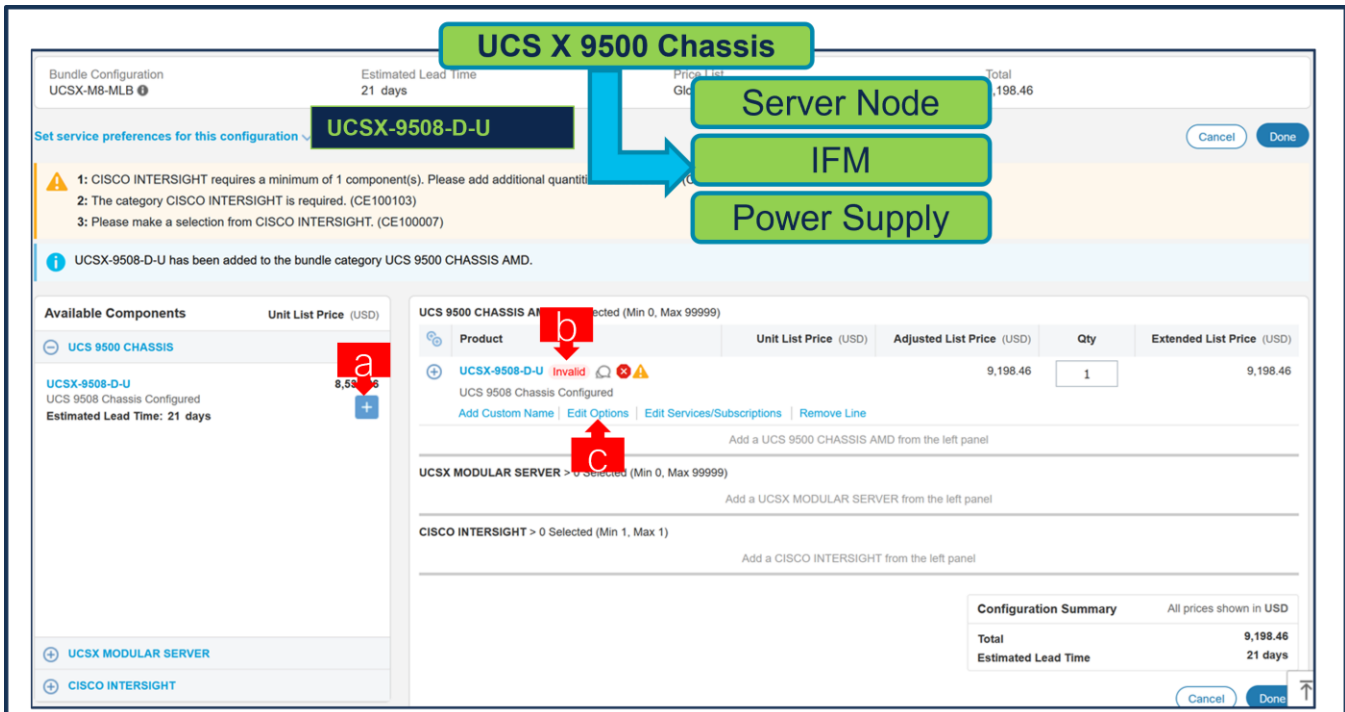 UCS X 9500 Chassis
Bundle Configuration
UCSX-M8-MLB
Estimated Lead Time
21 days
Price List
Total
,198.46
Server Node
IFM
Power Supply
Set service preferences for this configuration
UCSX-9508-D-U
Cancel
Done
1: CISCO INTERSIGHT requires a minimum of 1 component(s). Please add additional
2: The category CISCO INTERSIGHT is required. (CE100103)
3: Please make a selection from CISCO INTERSIGHT. (CE100007)
UCSX-9508-D-U has been added to the bundle category UCS 9500 CHASSIS AMD.
Available Components Unit List Price (USD)
UCS 9500 CHASSIS
a
UCSX-9508-D-U
UCS 9508 Chassis Configured
Estimated Lead Time: 21 days
+
UCS 9500 CHASSIS (Min 0, Max 99999)
b
Product Unit List Price (USD) Adjusted List Price (USD) Qty Extended List Price (USD)
UCSX-9508-D-U Invalid 9,198.46 1 9,198.46
UCS 9508 Chassis Configured
Add Custom Name | Edit Options | Edit Services/Subscriptions | Remove Line
c
Add a UCS 9500 CHASSIS AMD from the left panel
UCSX MODULAR SERVER > 0 Selected (Min 0, Max 99999)
Add a UCSX MODULAR SERVER from the left panel
CISCO INTERSIGHT > 0 Selected (Min 1, Max 1)
Add a CISCO INTERSIGHT from the left panel
Configuration Summary All prices shown in USD
Total 9,198.46
Estimated Lead Time 21 days
Cancel
Done
UCSX MODULAR SERVER
CISCO INTERSIGHT